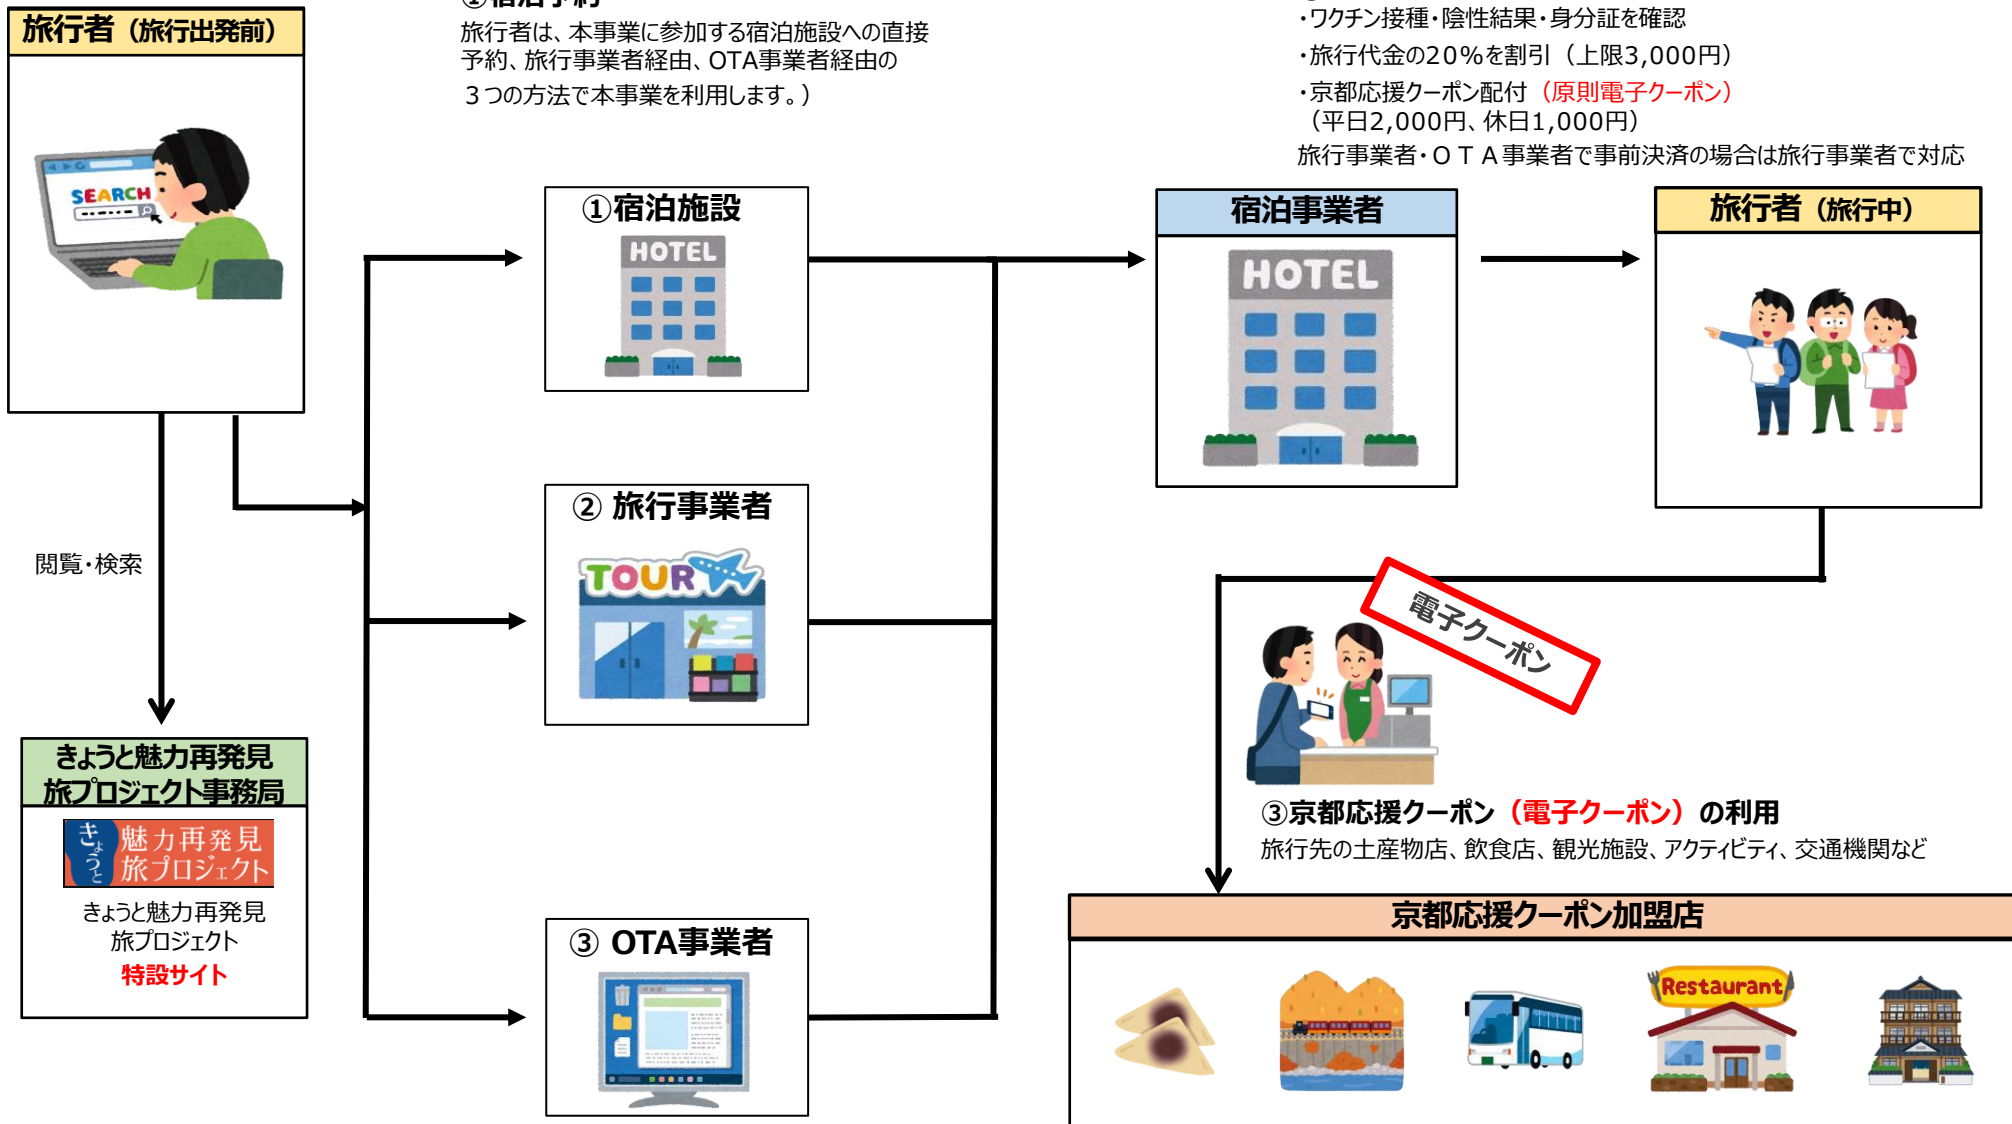 旅行者（旅行出発前）
SEARCH
①宿泊予約
旅行者は、本事業に参加する宿泊施設への直接
予約、旅行事業者経由、OTA事業者経由の
３つの方法で本事業を利用します。）
・ワクチン接種・陰性結果・身分証を確認
・旅行代金の20%を割引（上限3,000円）
・京都応援クーポン配付（原則電子クーポン）
（平日2,000円、休日1,000円）
旅行事業者・ＯＴＡ事業者で事前決済の場合は旅行事業者で対応
①宿泊施設
HOTEL
宿泊事業者
HOTEL
旅行者（旅行中）
② 旅行事業者
TOUR
閲覧・検索
電子クーポン
きょうと魅力再発見
旅プロジェクト事務局
きょうと
魅力再発見
旅プロジェクト
きょうと魅力再発見
旅プロジェクト
特設サイト
③京都応援クーポン（電子クーポン）の利用
旅行先の土産物店、飲食店、観光施設、アクティビティ、交通機関など
③ OTA事業者
京都応援クーポン加盟店
Restaurant